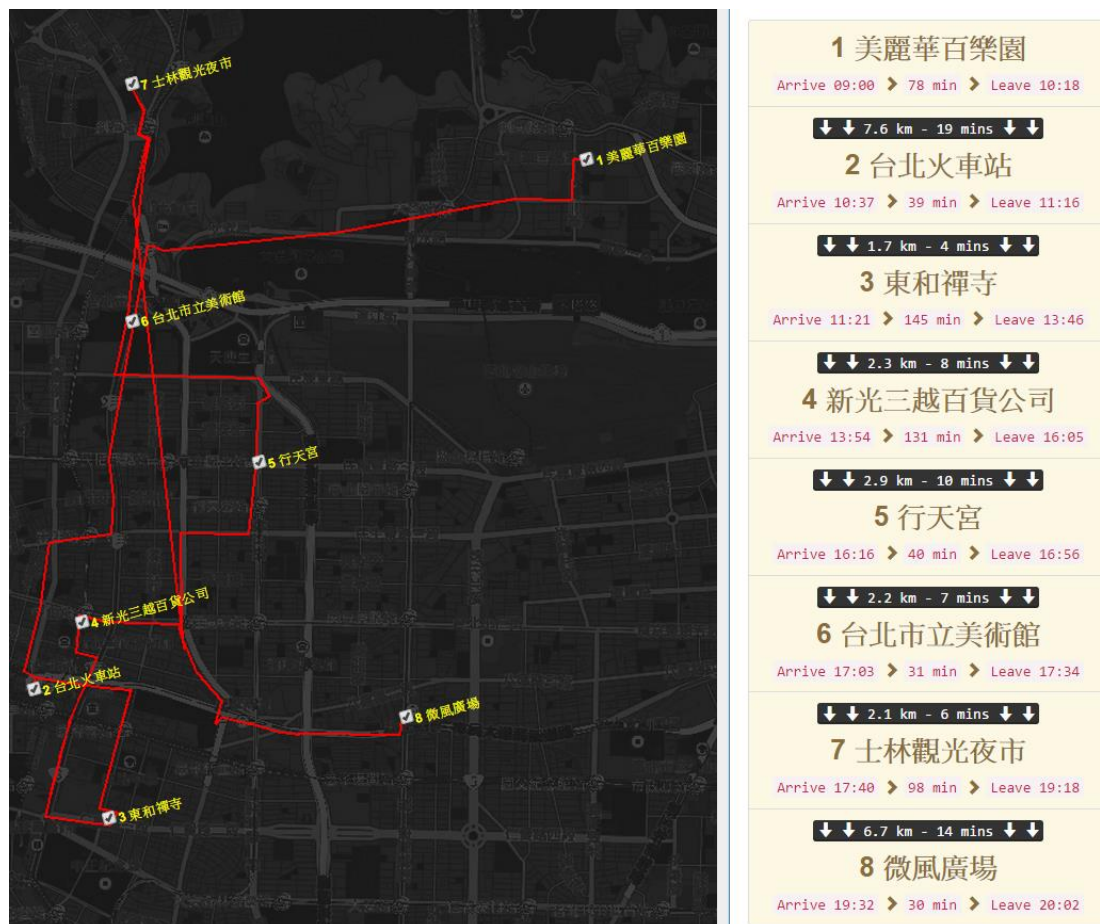 7 士林觀光夜市
1 美麗華百樂園
6 台北市立美術館
5 行天宮
4 新光三越百貨公司
2 台北火車站
8 微風廣場
3 東和禪寺
1 美麗華百樂園
Arrive 09:00 78 min Leave 10:18
7.6 km - 19 mins
2 台北火車站
Arrive 10:37 39 min Leave 11:16
1.7 km - 4 mins
3 東和禪寺
Arrive 11:21 145 min Leave 13:46
2.3 km - 8 mins
4 新光三越百貨公司
Arrive 13:54 131 min Leave 16:05
2.9 km - 10 mins
5 行天宮
Arrive 16:16 40 min Leave 16:56
2.2 km - 7 mins
6 台北市立美術館
Arrive 17:03 31 min Leave 17:34
2.1 km - 6 mins
7 士林觀光夜市
Arrive 17:40 98 min Leave 19:18
6.7 km - 14 mins
8 微風廣場
Arrive 19:32 30 min Leave 20:02